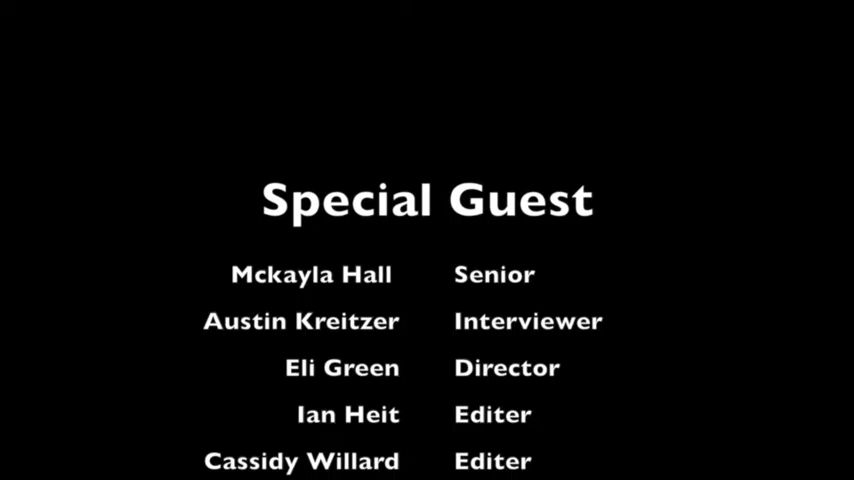 Special Guest
Mckayla Hall Senior
Austin Kreitzer Interviewer
Eli Green Director
Ian Heit Editer
Cassidy Willard Editer